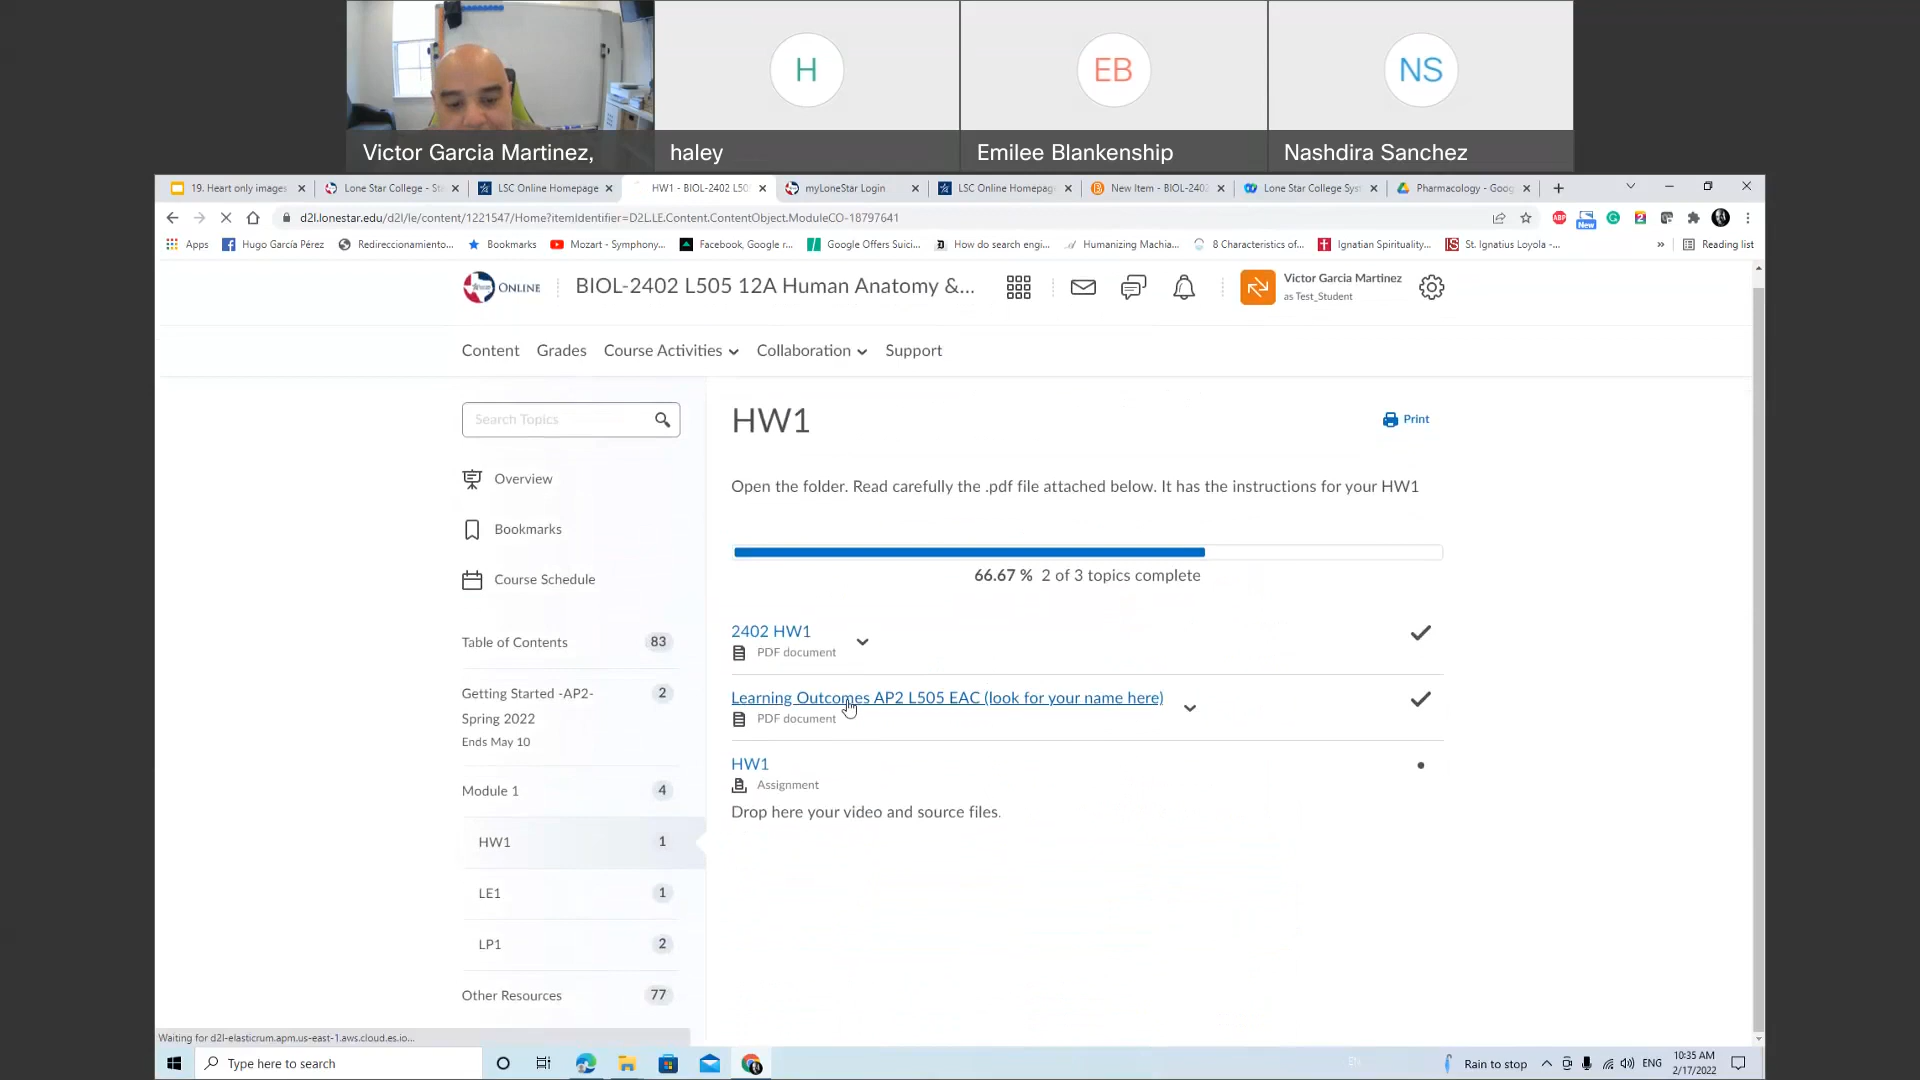 H
EB
NS
Victor Garcia Martinez,
haley
Emilee Blankenship
Nashdira Sanchez
19. Heart only images
Lone Star College - St
LSC Online Homepage
HW1 - BIOL-2402 L50
myLoneStar Login
LSC Online Homepag
New Item - BIOL-2402
Lone Star College Sys
Pharmacology - Goog
d2l.lonestar.edu/d2l/le/content/1221547/Home?itemIdentifier=D2L.LE.Content.ContentObject.ModuleCO-18797641
ABP
New
Apps
Hugo García Pérez
Redireccionamiento...
Bookmarks
Mozart - Symphony,...
Facebook, Google r...
Google Offers Suici...
How do search engi...
Humanizing Machia...
8 Characteristics of...
Ignatian Spirituality,...
St. Ignatius Loyola -...
»
Reading list
ONLINE
BIOL-2402 L505 12A Human Anatomy &...
Victor Garcia Martinez
as Test_Student
Content
Grades
Course Activities
Collaboration
Support
Search Topics
HW1
Print
Overview
Open the folder. Read carefully the .pdf file attached below. It has the instructions for your HW1
Bookmarks
66.67 % 2 of 3 topics complete
Course Schedule
2402 HW1
PDF document
Table of Contents 83
Learning Outcomes AP2 L505 EAC (look for your name here)
PDF document
Getting Started -AP2- 2
Spring 2022
Ends May 10
HW1
Assignment
Drop here your video and source files.
Module 1 4
HW1 1
LE1 1
LP1 2
Other Resources 77
Waiting for d2l-elasticrum.apm.us-east-1.aws.cloud.es.io...
Type here to search
Rain to stop
ENG
10:35 AM
2/17/2022